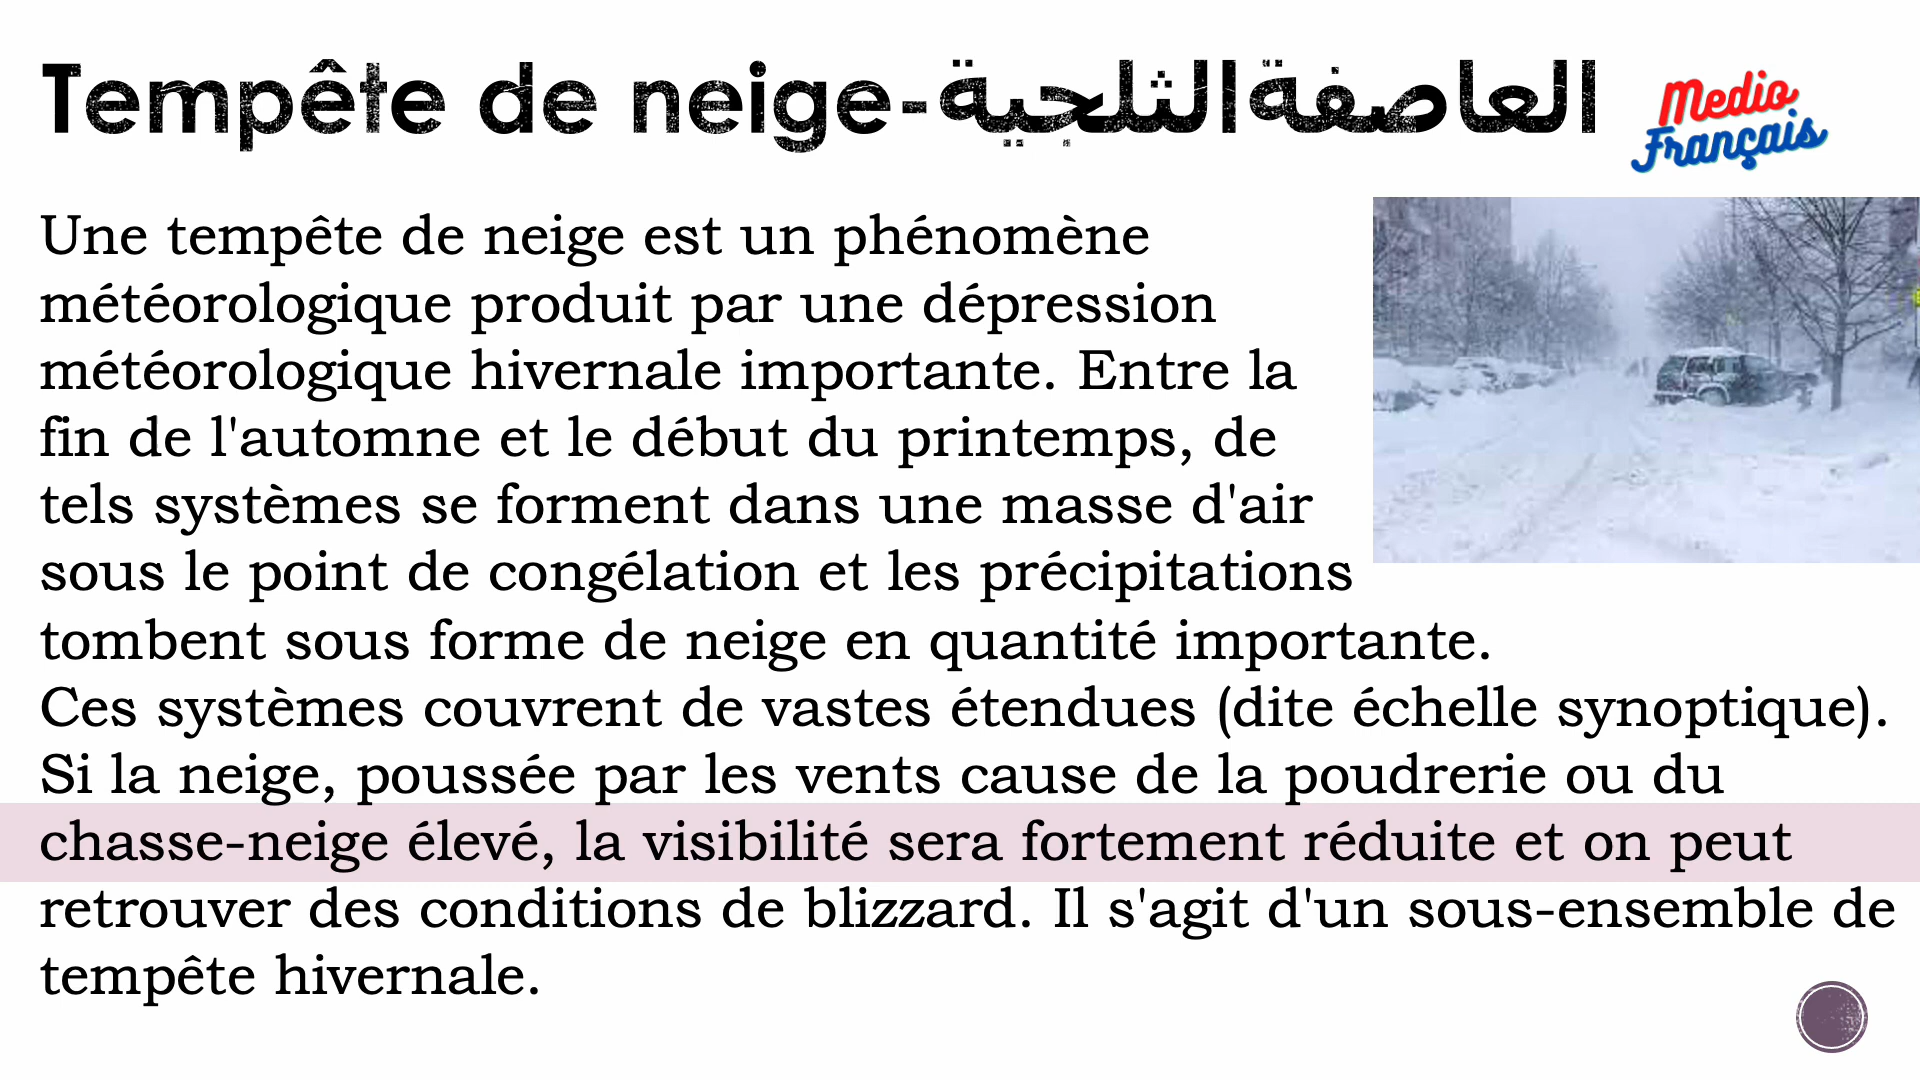 Tempête de neige-العاصفة الثلجية
Medio
Français
Une tempête de neige est un phénomène
météorologique produit par une dépression
météorologique hivernale importante. Entre la
fin de l'automne et le début du printemps, de
tels systèmes se forment dans une masse d'air
sous le point de congélation et les précipitations
tombent sous forme de neige en quantité importante.
Ces systèmes couvrent de vastes étendues (dite échelle synoptique).
Si la neige, poussée par les vents cause de la poudrerie ou du
chasse-neige élevé, la visibilité sera fortement réduite et on peut
retrouver des conditions de blizzard. Il s'agit d'un sous-ensemble de
tempête hivernale.